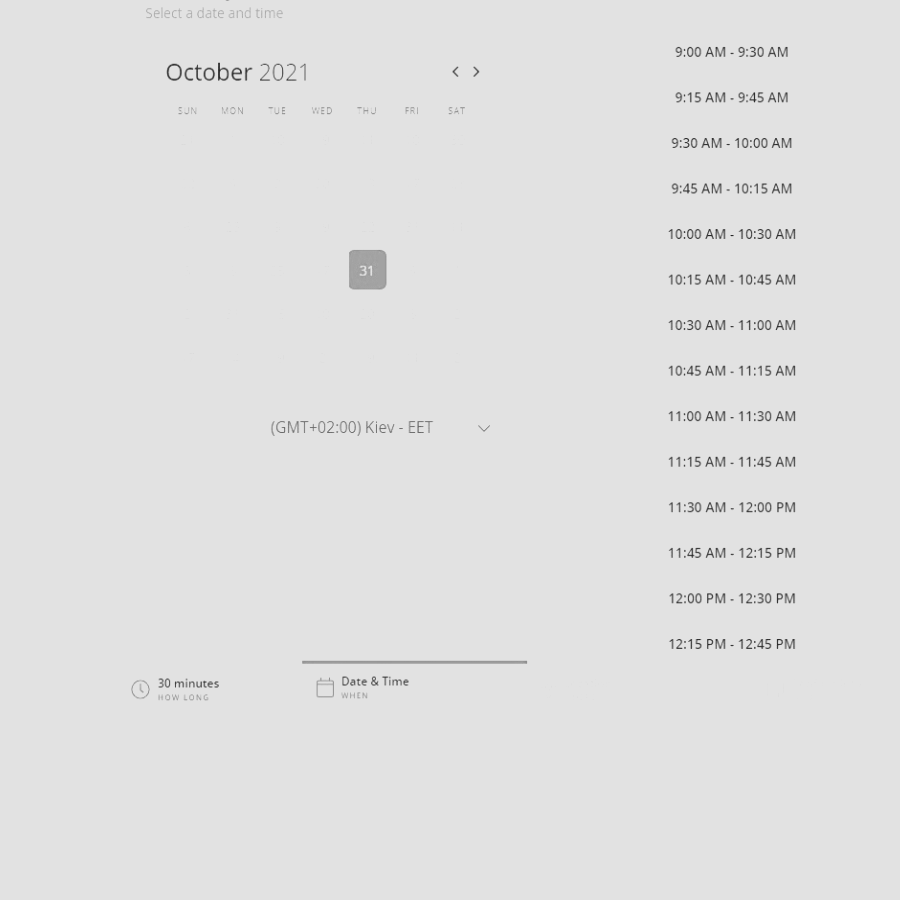 Select a date and time
October 2021
SUN MON TUE WED THU FRI SAT
31
(GMT+02:00) Kiev - EET
30 minutes
HOW LONG
Date & Time
WHEN
9:00 AM - 9:30 AM
9:15 AM - 9:45 AM
9:30 AM - 10:00 AM
9:45 AM - 10:15 AM
10:00 AM - 10:30 AM
10:15 AM - 10:45 AM
10:30 AM - 11:00 AM
10:45 AM - 11:15 AM
11:00 AM - 11:30 AM
11:15 AM - 11:45 AM
11:30 AM - 12:00 PM
11:45 AM - 12:15 PM
12:00 PM - 12:30 PM
12:15 PM - 12:45 PM